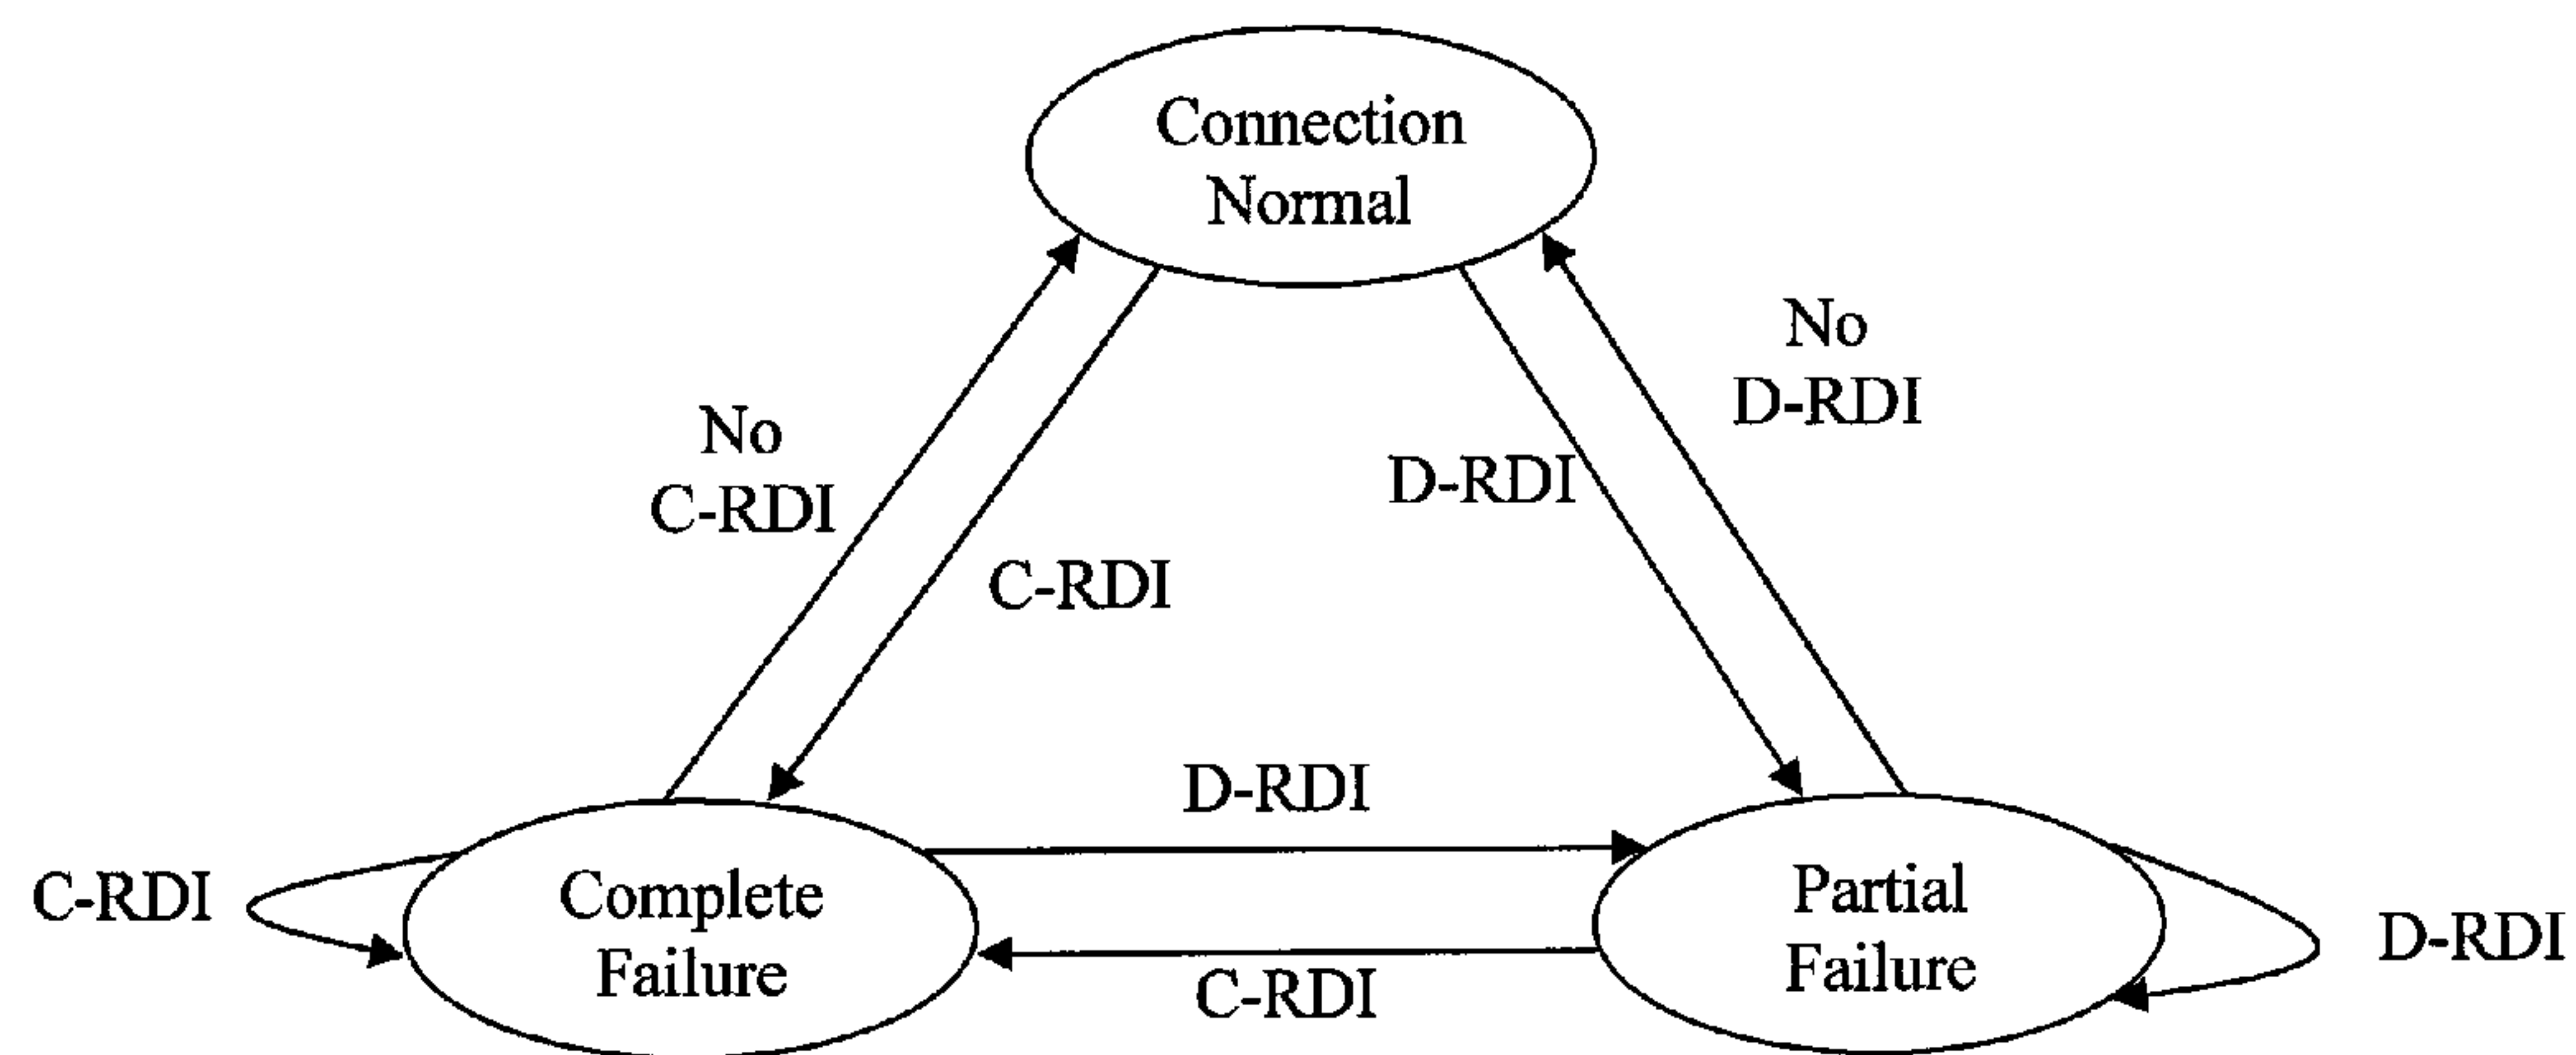 Connection
Normal
No
D-RDI
No
C-RDI
D-RDI
C-RDI
D-RDI
C-RDI
Complete
Failure
Partial
Failure
D-RDI
C-RDI